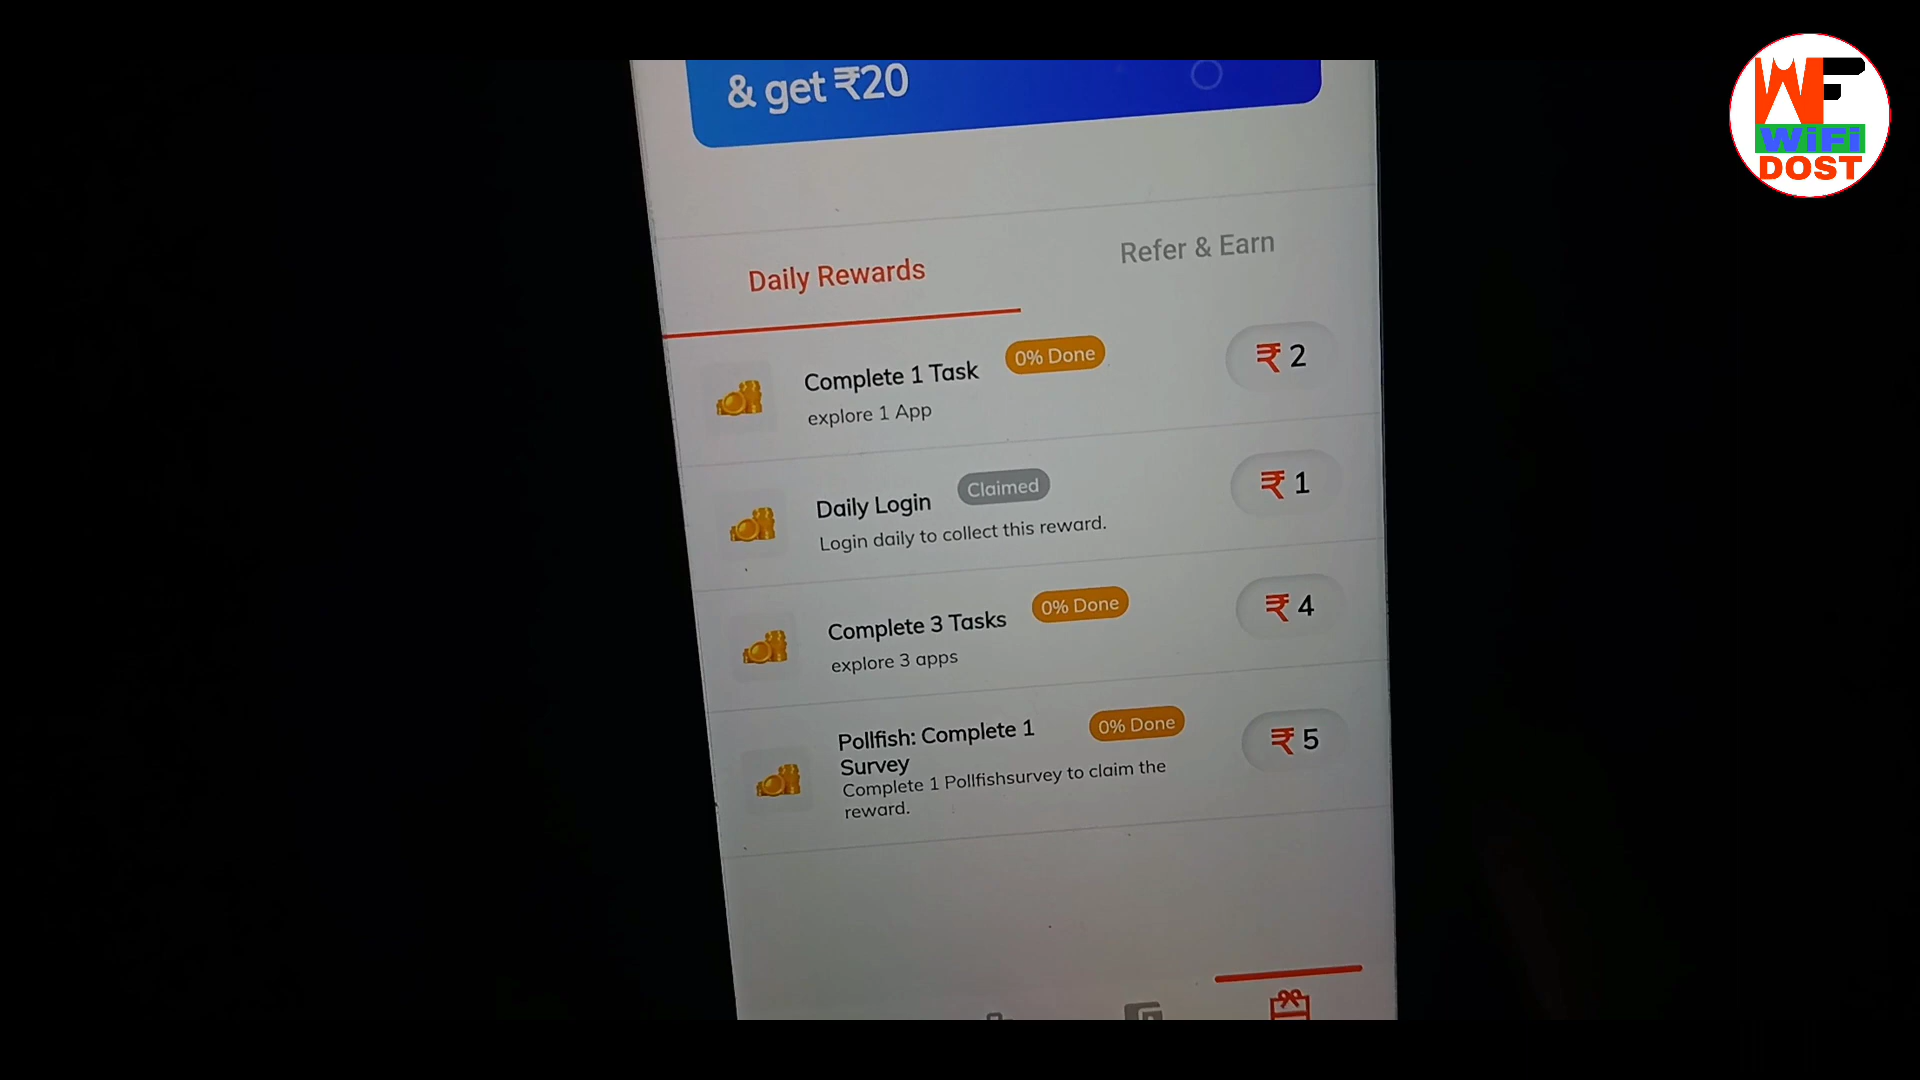 & get ₹20
WF
WiFi
DOST
Daily Rewards
Refer & Earn
Complete 1 Task
0% Done
₹ 2
explore 1 App
Daily Login
Claimed
₹ 1
Login daily to collect this reward.
Complete 3 Tasks
0% Done
₹ 4
explore 3 apps
Pollfish: Complete 1
Survey
0% Done
₹ 5
Complete 1 Pollfishsurvey to claim the
reward.